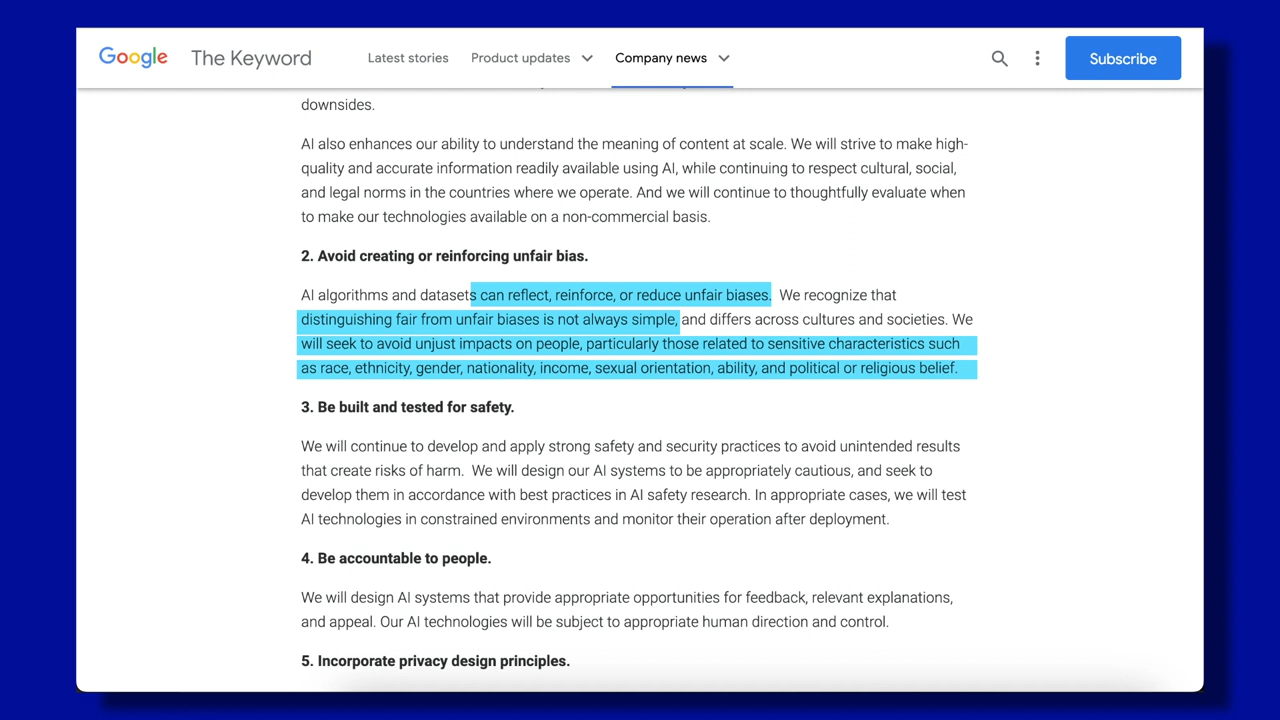 Google The Keyword Latest stories Product updates Company news Subscribe
downsides.
AI also enhances our ability to understand the meaning of content at scale. We will strive to make high-
quality and accurate information readily available using AI, while continuing to respect cultural, social,
and legal norms in the countries where we operate. And we will continue to thoughtfully evaluate when
to make our technologies available on a non-commercial basis.
2. Avoid creating or reinforcing unfair bias.
AI algorithms and datasets can reflect, reinforce, or reduce unfair biases. We recognize that
distinguishing fair from unfair biases is not always simple, and differs across cultures and societies. We
will seek to avoid unjust impacts on people, particularly those related to sensitive characteristics such
as race, ethnicity, gender, nationality, income, sexual orientation, ability, and political or religious belief.
3. Be built and tested for safety.
We will continue to develop and apply strong safety and security practices to avoid unintended results
that create risks of harm. We will design our AI systems to be appropriately cautious, and seek to
develop them in accordance with best practices in AI safety research. In appropriate cases, we will test
AI technologies in constrained environments and monitor their operation after deployment.
4. Be accountable to people.
We will design AI systems that provide appropriate opportunities for feedback, relevant explanations,
and appeal. Our AI technologies will be subject to appropriate human direction and control.
5. Incorporate privacy design principles.